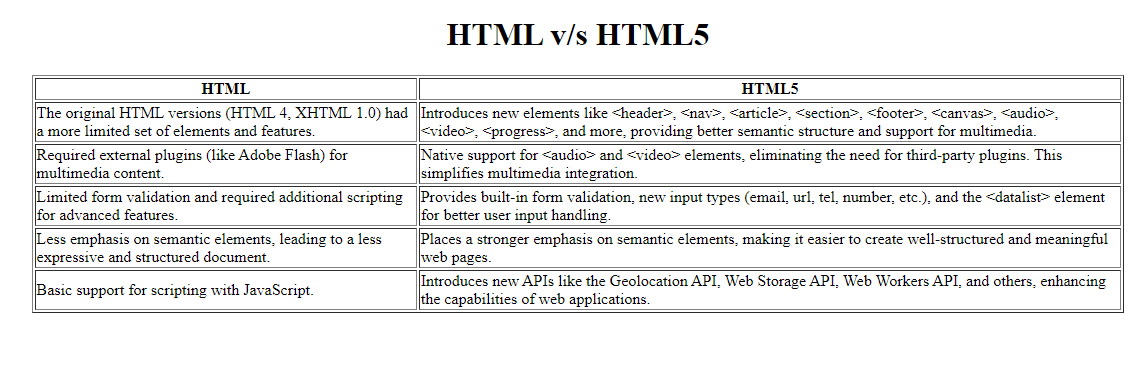 HTML v/s HTML5
HTML
HTML5
The original HTML versions (HTML 4, XHTML 1.0) had
a more limited set of elements and features.
Introduces new elements like <header>, <nav>, <article>, <section>, <footer>, <canvas>, <audio>,
<video>, <progress>, and more, providing better semantic structure and support for multimedia.
Required external plugins (like Adobe Flash) for
multimedia content.
Native support for <audio> and <video> elements, eliminating the need for third-party plugins. This
simplifies multimedia integration.
Limited form validation and required additional scripting
for advanced features.
Provides built-in form validation, new input types (email, url, tel, number, etc.), and the <datalist> element
for better user input handling.
Less emphasis on semantic elements, leading to a less
expressive and structured document.
Places a stronger emphasis on semantic elements, making it easier to create well-structured and meaningful
web pages.
Basic support for scripting with JavaScript.
Introduces new APIs like the Geolocation API, Web Storage API, Web Workers API, and others, enhancing
the capabilities of web applications.